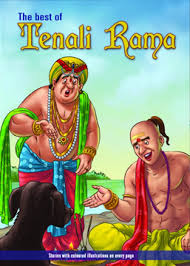 The best of
Tenali Rama
Stories with coloured illustrations on every page